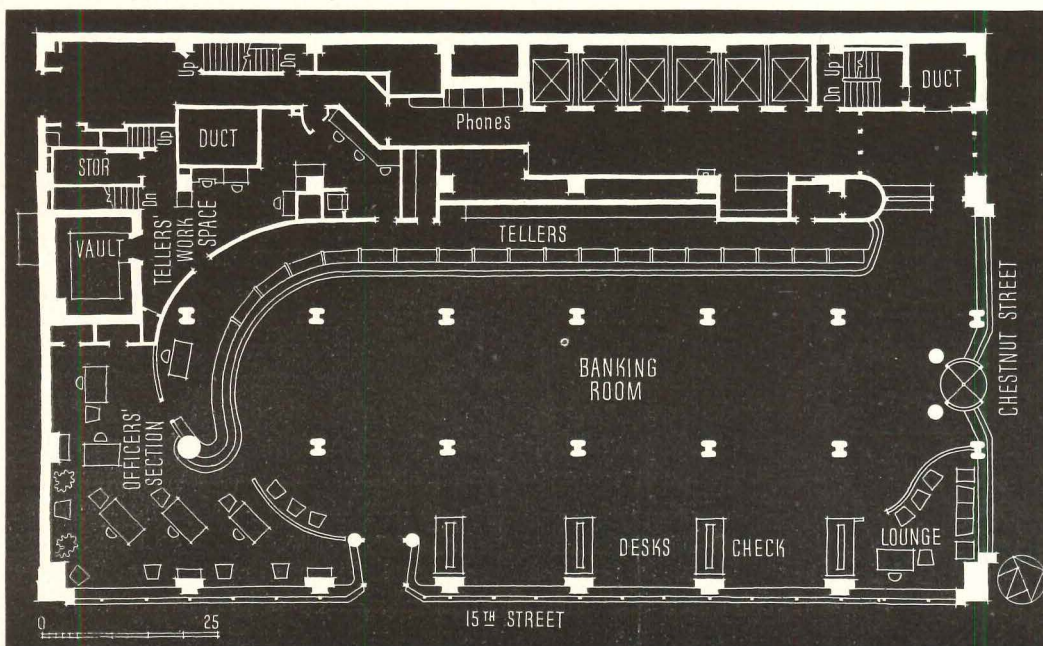 Up
Dn
Dn Up
DUCT
Phones
Up
DUCT
STOR
Dn
TELLERS'
WORK
SPACE
VAULT
TELLERS
CHESTNUT STREET
BANKING
ROOM
OFFICERS'
SECTION
LOUNGE
DESKS
CHECK
15TH STREET
0
25